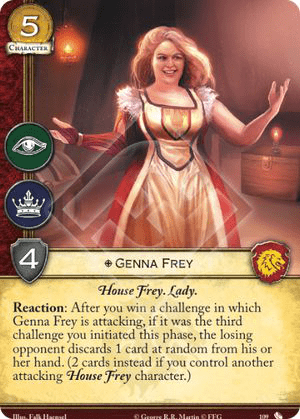 5
Character
4
Genna Frey
House Frey. Lady.
Reaction: After you win a challenge in which
Genna Frey is attacking, if it was the third
challenge you initiated this phase, the losing
opponent discards 1 card at random from his or
her hand. (2 cards instead if you control another
attacking House Frey character.)
Illus. Falk Haensel © George R.R. Martin © FFG 109